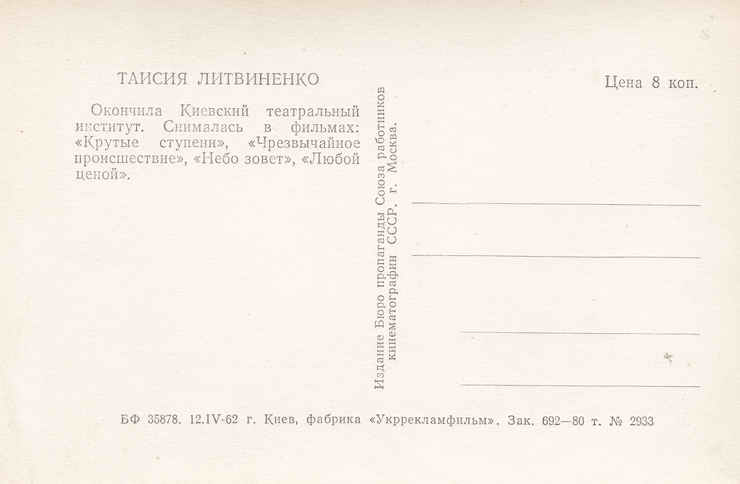 ТАИСИЯ ЛИТВИНЕНКО
Окончила Киевский театральный
институт. Снималась в фильмах:
«Крутые ступени», «Чрезвычайное
происшествие», «Небо зовет», «Любой
ценой».
Издание Бюро пропаганды Союза работников
кинематографии СССР. г. Москва.
Цена 8 коп.
БФ 35878. 12.IV-62 г. Киев, фабрика «Укррекламфильм». Зак. 692—80 т. № 2933